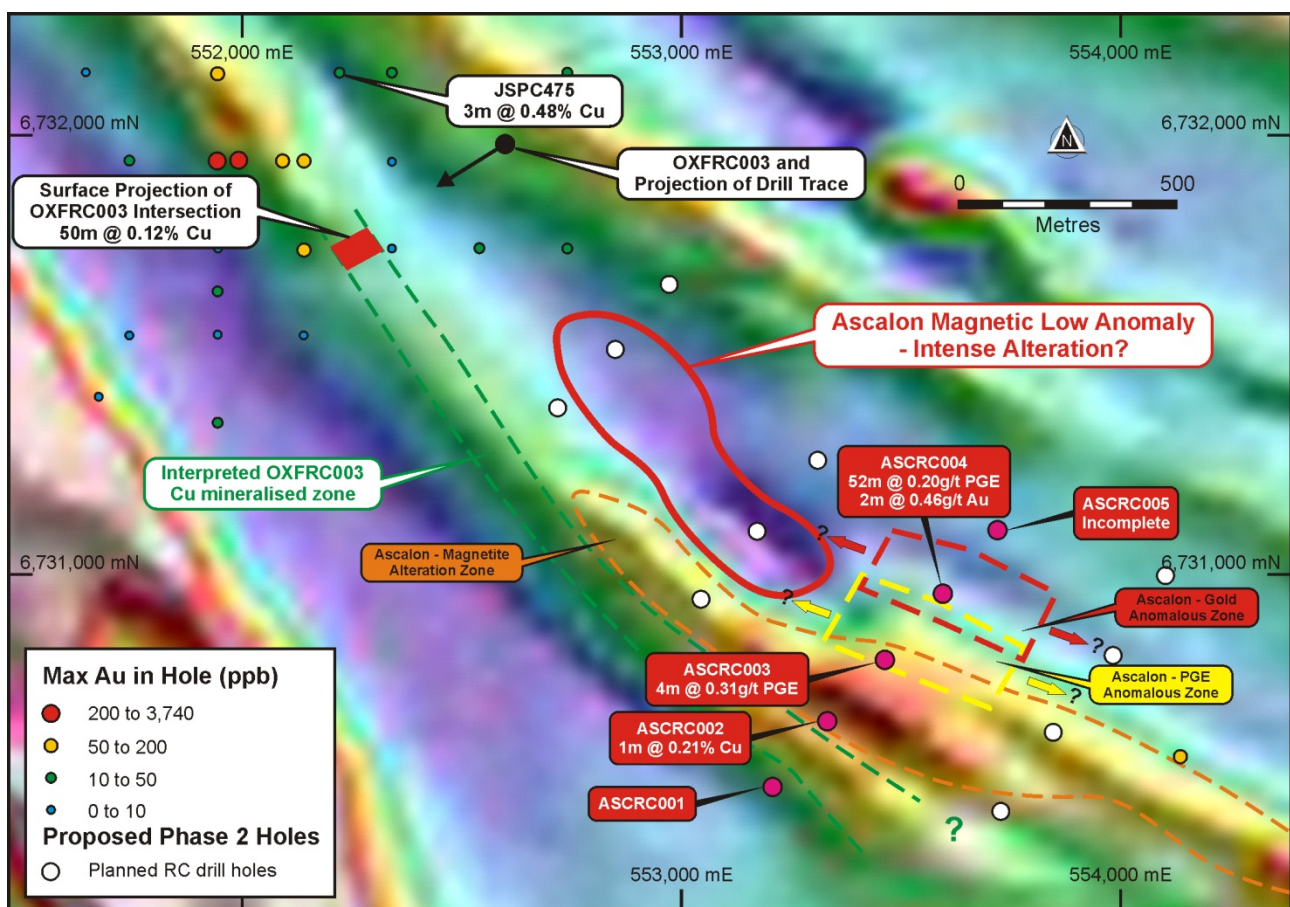 552,000 mE
553,000 mE
554,000 mE
JSPC475
3m @ 0.48% Cu
6,732,000 mN
6,732,000 mN
N
OXFRC003 and
Projection of Drill Trace
0
500
Metres
Surface Projection of
OXFRC003 Intersection
50m @ 0.12% Cu
Ascalon Magnetic Low Anomaly
- Intense Alteration?
Interpreted OXFRC003
Cu mineralised zone
ASCRC004
52m @ 0.20g/t PGE
2m @ 0.46g/t Au
ASCRC005
Incomplete
?
Ascalon - Magnetite
Alteration Zone
6,731,000 mN
6,731,000 mN
?
Ascalon - Gold
Anomalous Zone
?
ASCRC003
4m @ 0.31g/t PGE
Ascalon - PGE
Anomalous Zone
?
ASCRC002
1m @ 0.21% Cu
ASCRC001
?
Max Au in Hole (ppb)
200 to 3,740
50 to 200
10 to 50
0 to 10
Proposed Phase 2 Holes
Planned RC drill holes
552,000 mE
553,000 mE
554,000 mE